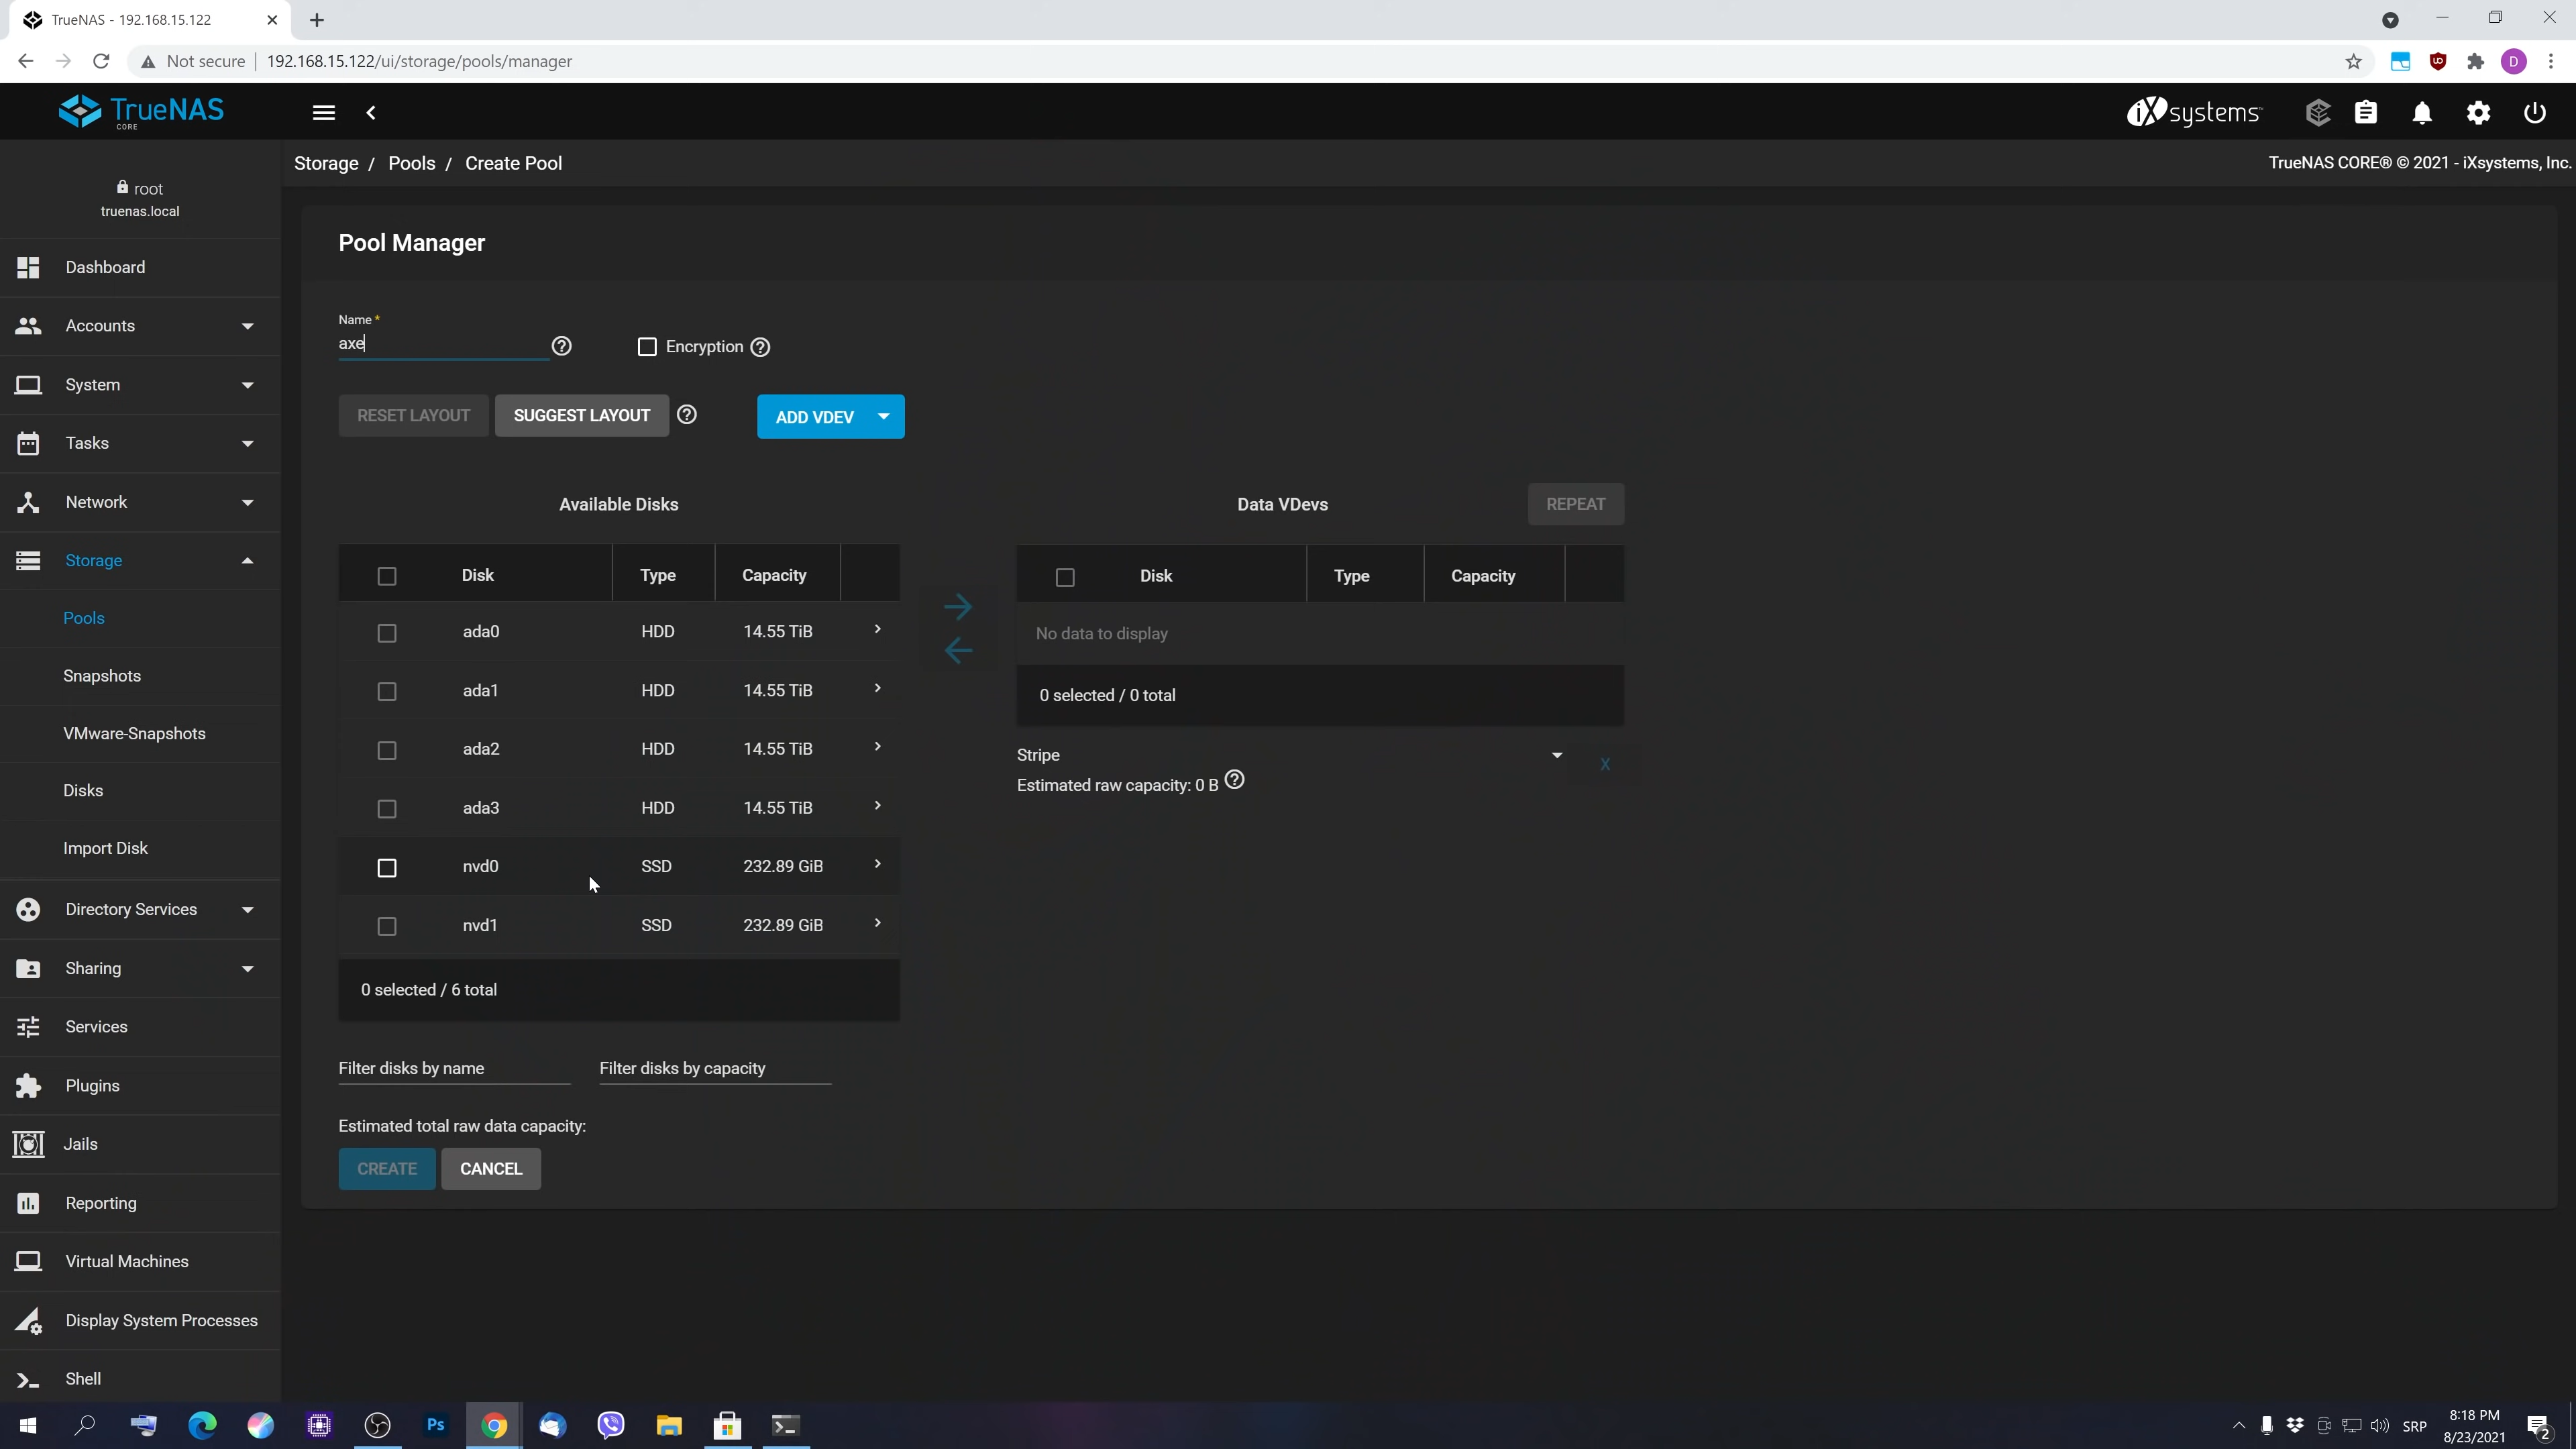 TrueNAS - 192.168.15.122
Not secure
192.168.15.122/ui/storage/pools/manager
D
TrueNAS
CORE
iXsystems™
Storage / Pools / Create Pool
TrueNAS CORE® © 2021 - iXsystems, Inc.
root
truenas.local
Dashboard
Accounts
System
Tasks
Network
Storage
Pools
Snapshots
VMware-Snapshots
Disks
Import Disk
Directory Services
Sharing
Services
Plugins
Jails
Reporting
Virtual Machines
Display System Processes
Shell
Pool Manager
Name *
axe
Encryption
RESET LAYOUT
SUGGEST LAYOUT
ADD VDEV
Available Disks
Disk Type Capacity
ada0 HDD 14.55 TiB
ada1 HDD 14.55 TiB
ada2 HDD 14.55 TiB
ada3 HDD 14.55 TiB
nvd0 SSD 232.89 GiB
nvd1 SSD 232.89 GiB
0 selected / 6 total
Filter disks by name
Filter disks by capacity
Estimated total raw data capacity:
CREATE
CANCEL
Data VDevs
REPEAT
Disk Type Capacity
No data to display
0 selected / 0 total
Stripe
X
Estimated raw capacity: 0 B
Ps
SRP
8:18 PM
8/23/2021
2